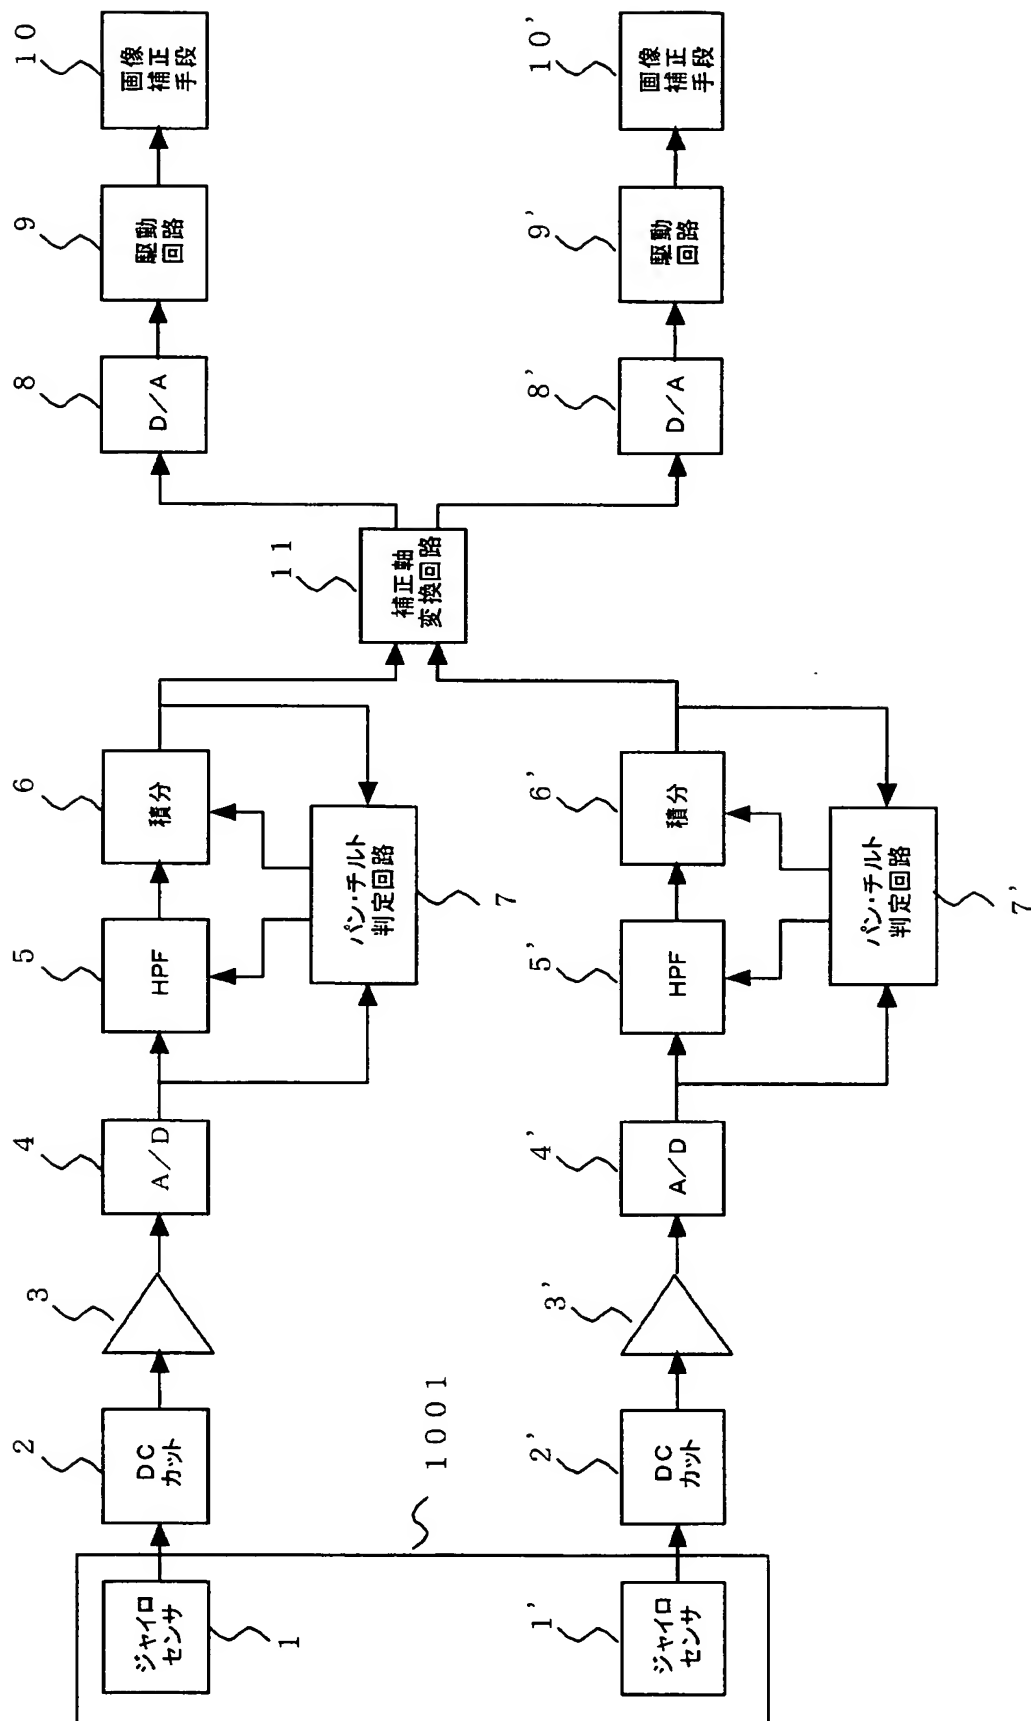 1
ジャイロ
センサ
2
DC
カット
3
4
A/D
5
HPF
6
積分
7
パン・チルト
判定回路
8
D/A
9
駆動
回路
10
画像
補正
手段
11
補正軸
変換回路
1001
1'
ジャイロ
センサ
2'
DC
カット
3'
4'
A/D
5'
HPF
6'
積分
7'
パン・チルト
判定回路
8'
D/A
9'
駆動
回路
10'
画像
補正
手段